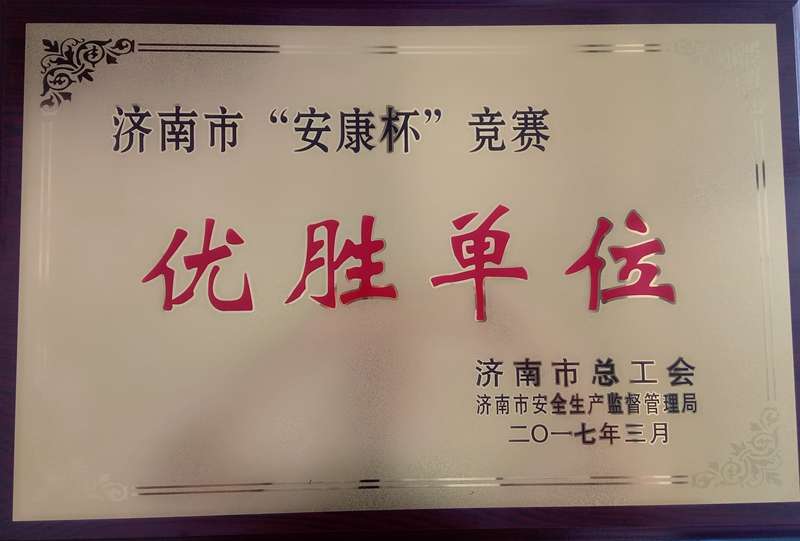 济南市“安康杯”竞赛
优胜单位
济南市总工会
济南市安全生产监督管理局
二〇一七年三月